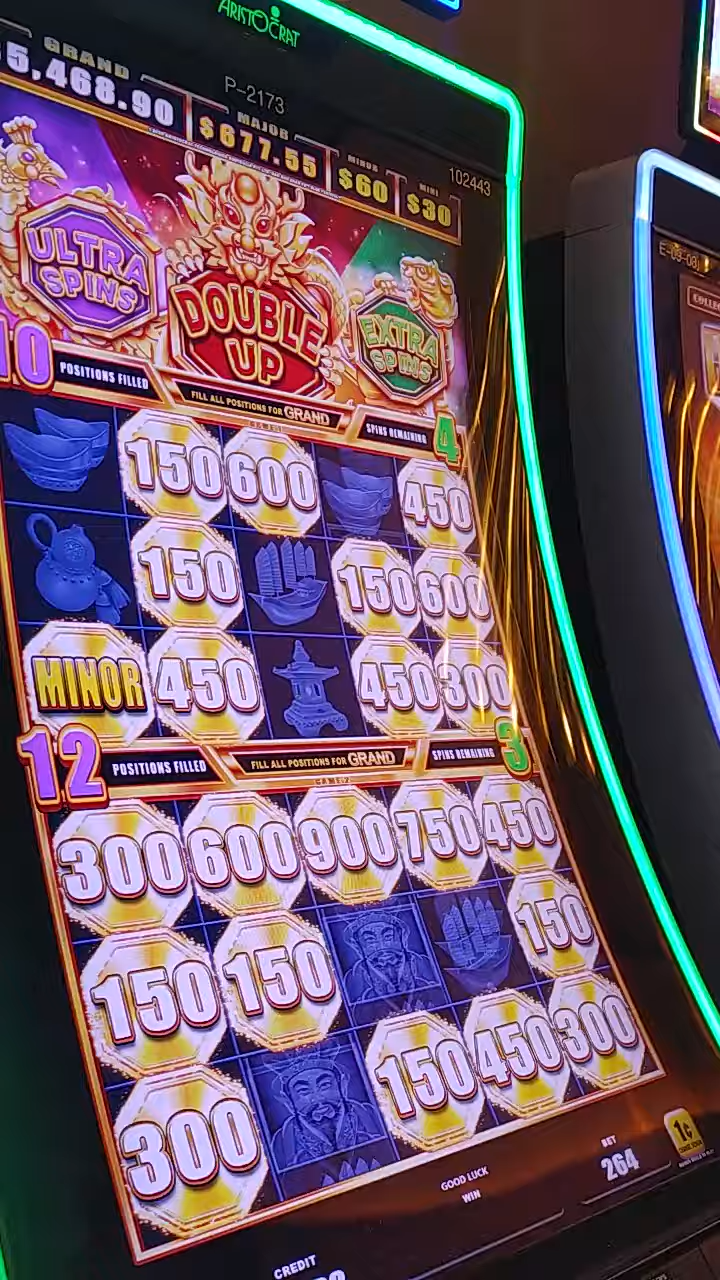 ARISTOCRAT
P-2173
102443
GRAND MAJOR MINOR MINI
5,468.90 $677.55 $60 $30
ULTRA SPINS
DOUBLE UP
EXTRA SPINS
10 POSITIONS FILLED FILL ALL POSITIONS FOR GRAND SPINS REMAINING 4
150 600 450
150 150 600
MINOR 450 450 300
12 POSITIONS FILLED FILL ALL POSITIONS FOR GRAND SPINS REMAINING 3
300 600 900 750 450
150 150 150
300 150 450 300
GOOD LUCK
WIN
BET
264
1¢
CREDIT